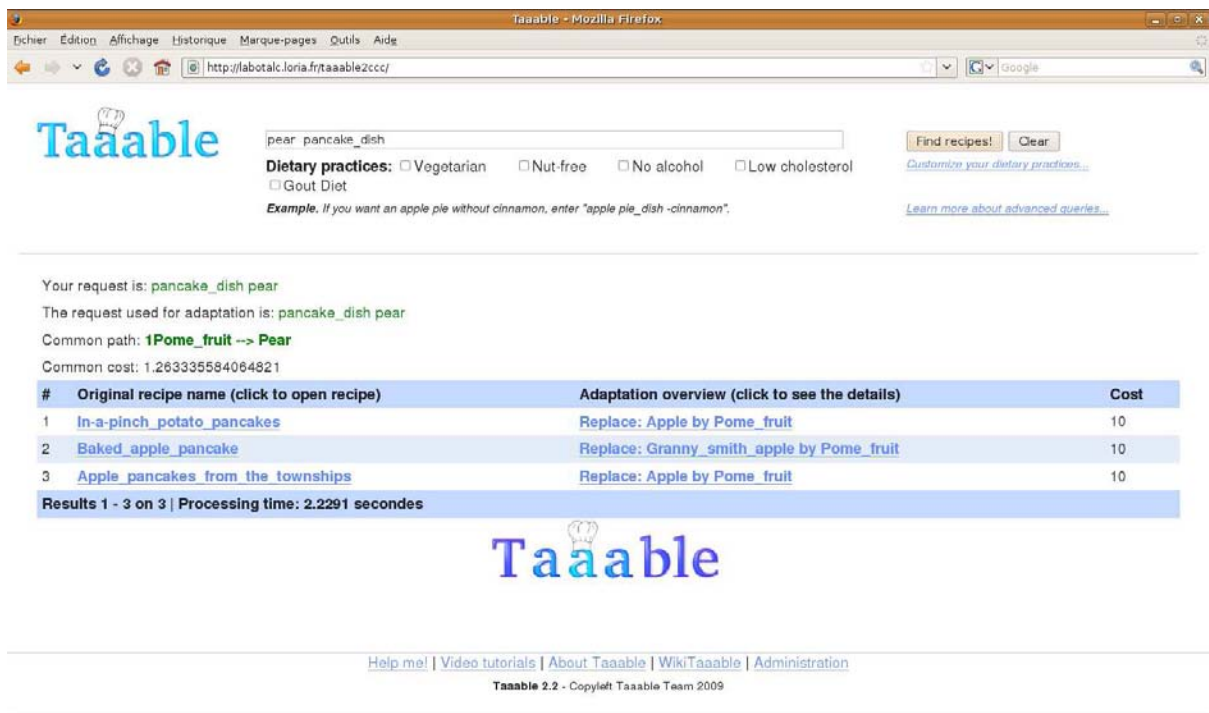 Taaable - Mozilla Firefox
Fichier Édition Affichage Historique Marque-pages Outils Aide
http://labotalc.loria.fr/taaable2ccc/ Google
Taaable
pear pancake_dish Find recipes! Clear
Dietary practices: Vegetarian Nut-free No alcohol Low cholesterol Customize your dietary practices...
Gout Diet
Example. If you want an apple pie without cinnamon, enter "apple pie_dish -cinnamon". Learn more about advanced queries...
Your request is: pancake_dish pear
The request used for adaptation is: pancake_dish pear
Common path: 1Pome_fruit --> Pear
Common cost: 1.263335584064821
# Original recipe name (click to open recipe) Adaptation overview (click to see the details) Cost
1 In-a-pinch_potato_pancakes Replace: Apple by Pome_fruit 10
2 Baked_apple_pancake Replace: Granny_smith_apple by Pome_fruit 10
3 Apple_pancakes_from_the_townships Replace: Apple by Pome_fruit 10
Results 1 - 3 on 3 | Processing time: 2.2291 secondes
Taaable
Help me! | Video tutorials | About Taaable | WikiTaaable | Administration
Taaable 2.2 - Copyleft Taaable Team 2009